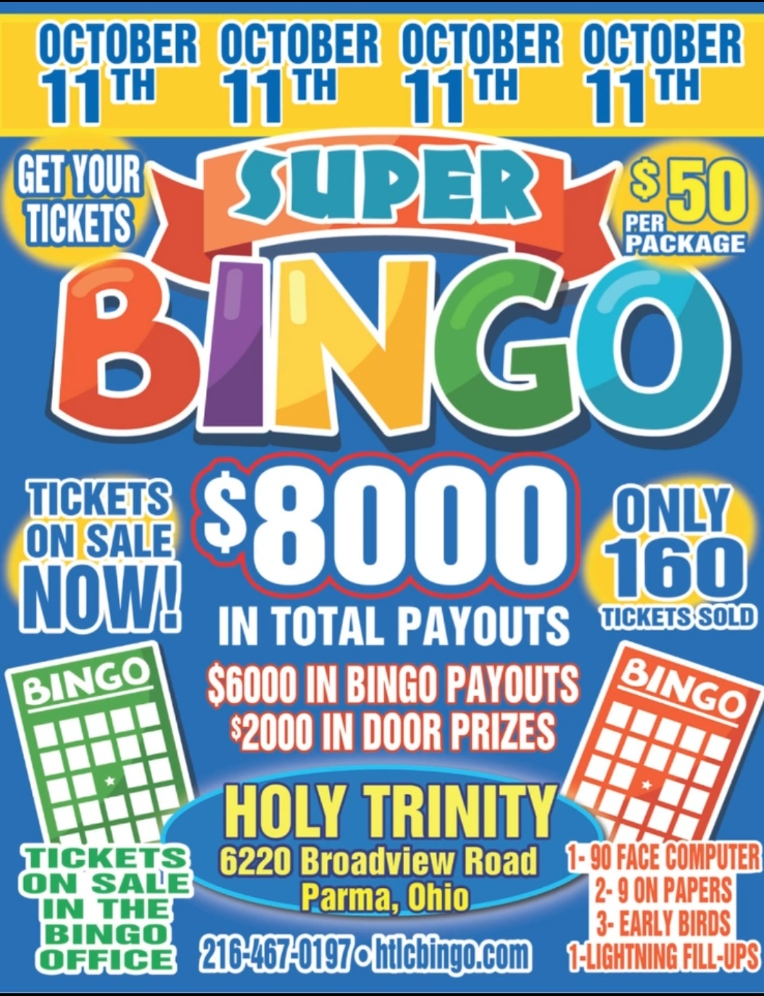 OCTOBER OCTOBER OCTOBER OCTOBER
11TH 11TH 11TH 11TH
GET YOUR
TICKETS
SUPER
$50
PER
PACKAGE
BINGO
TICKETS
ON SALE
NOW!
$8000
IN TOTAL PAYOUTS
ONLY
160
TICKETS SOLD
$6000 IN BINGO PAYOUTS
$2000 IN DOOR PRIZES
BINGO
BINGO
HOLY TRINITY
6220 Broadview Road
Parma, Ohio
TICKETS
ON SALE
IN THE
BINGO
OFFICE
216-467-0197 • htlcbingo.com
1- 90 FACE COMPUTER
2- 9 ON PAPERS
3- EARLY BIRDS
1-LIGHTNING FILL-UPS